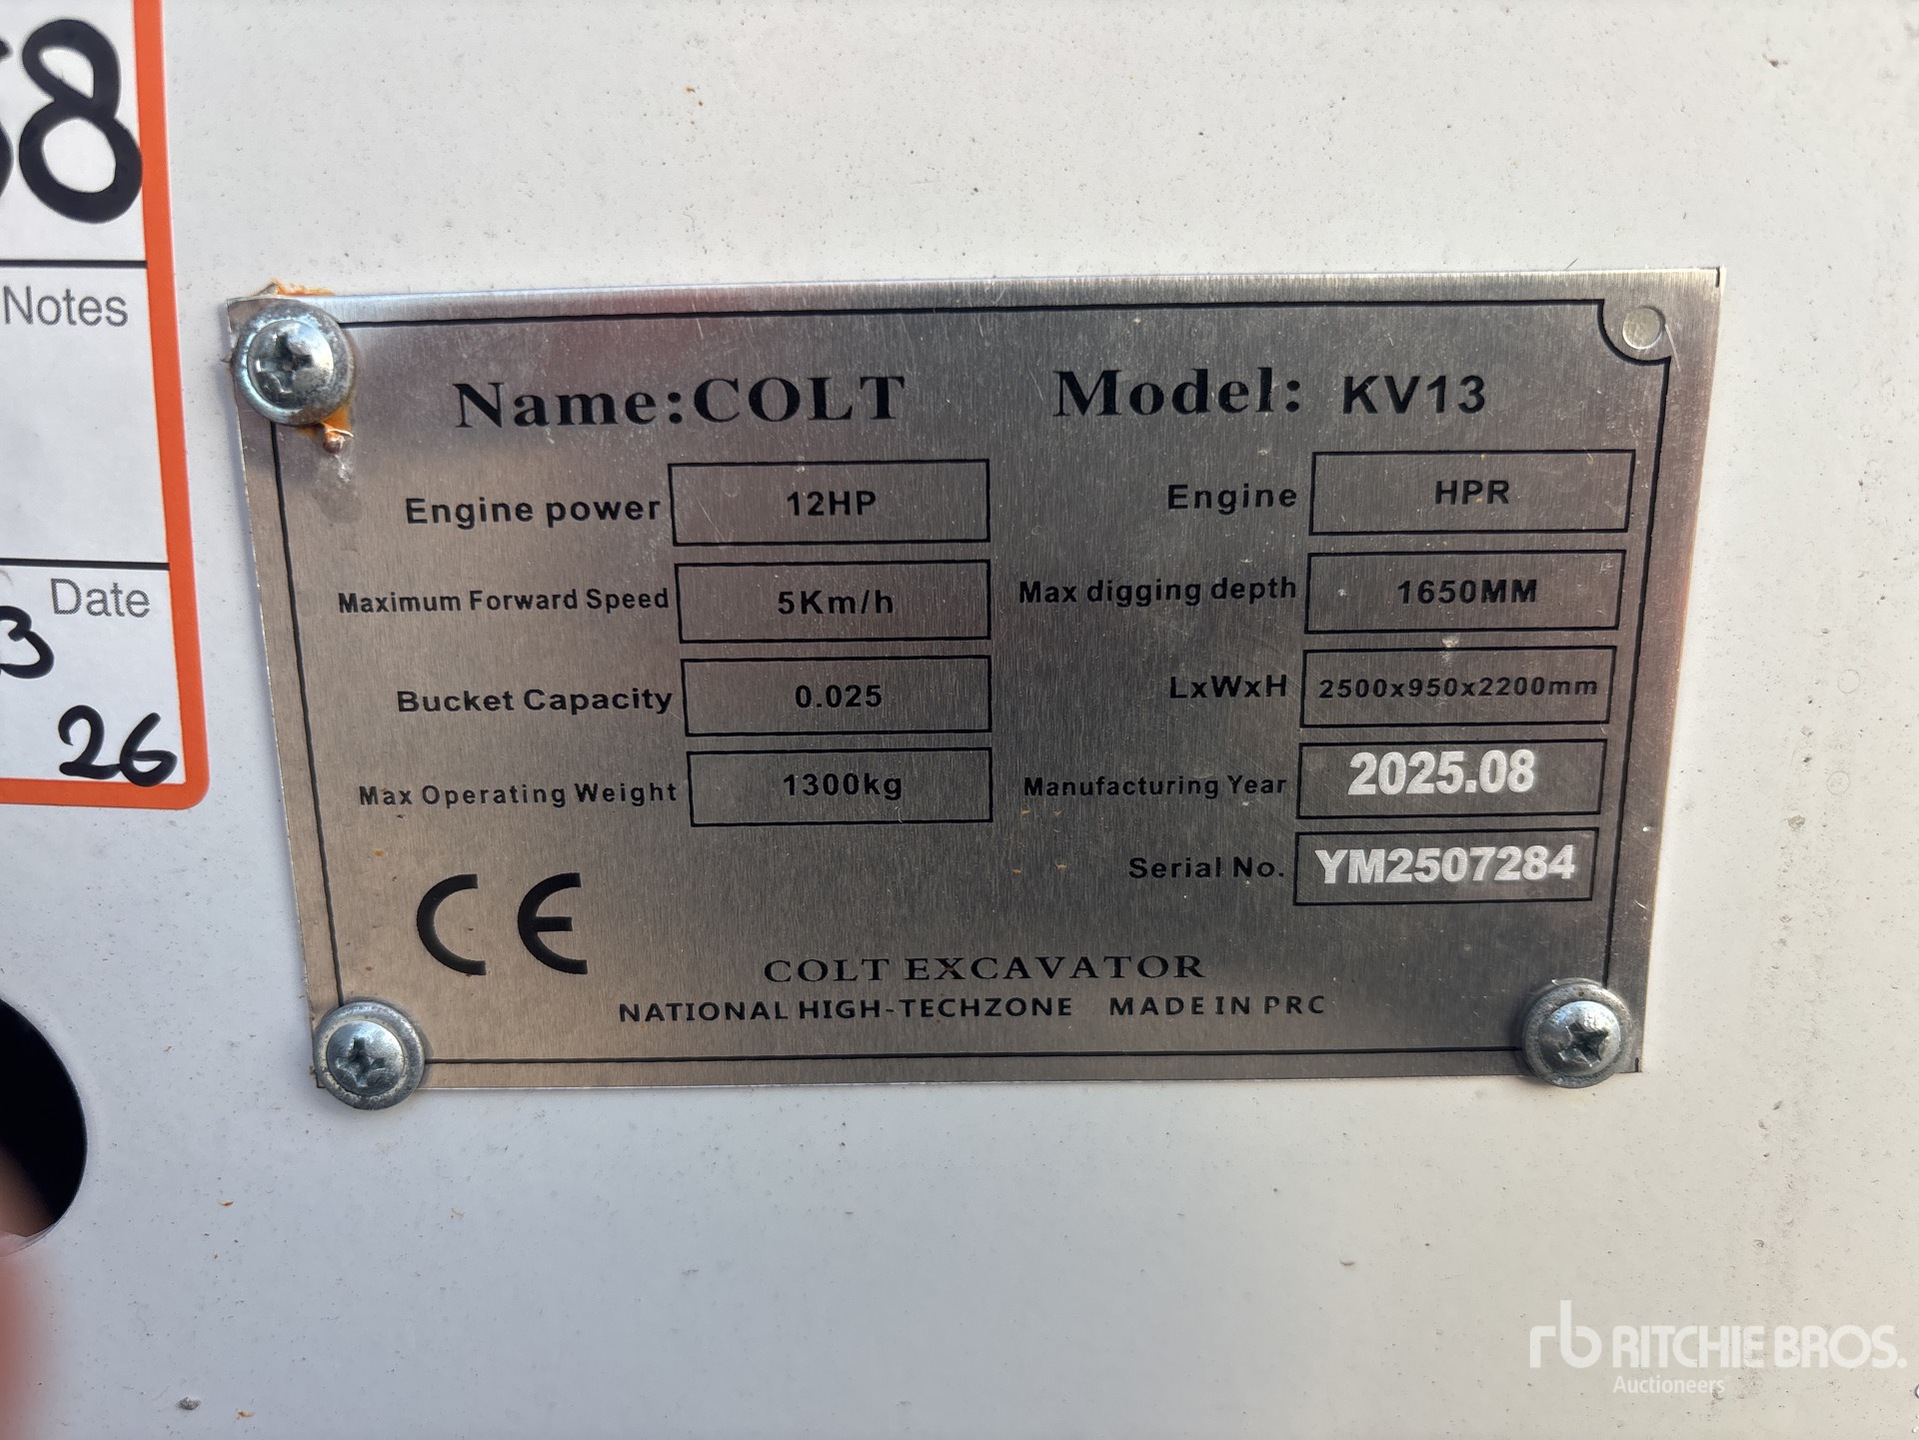 58
Notes
Date
3
26
Name:COLT Model: KV13
Engine power 12HP Engine HPR
Maximum Forward Speed 5Km/h Max digging depth 1650MM
Bucket Capacity 0.025 LxWxH 2500x950x2200mm
Max Operating Weight 1300kg Manufacturing Year 2025.08
Serial No. YM2507284
CE
COLT EXCAVATOR
NATIONAL HIGH-TECHZONE MADE IN PRC
rb RITCHIE BROS.
Auctioneers